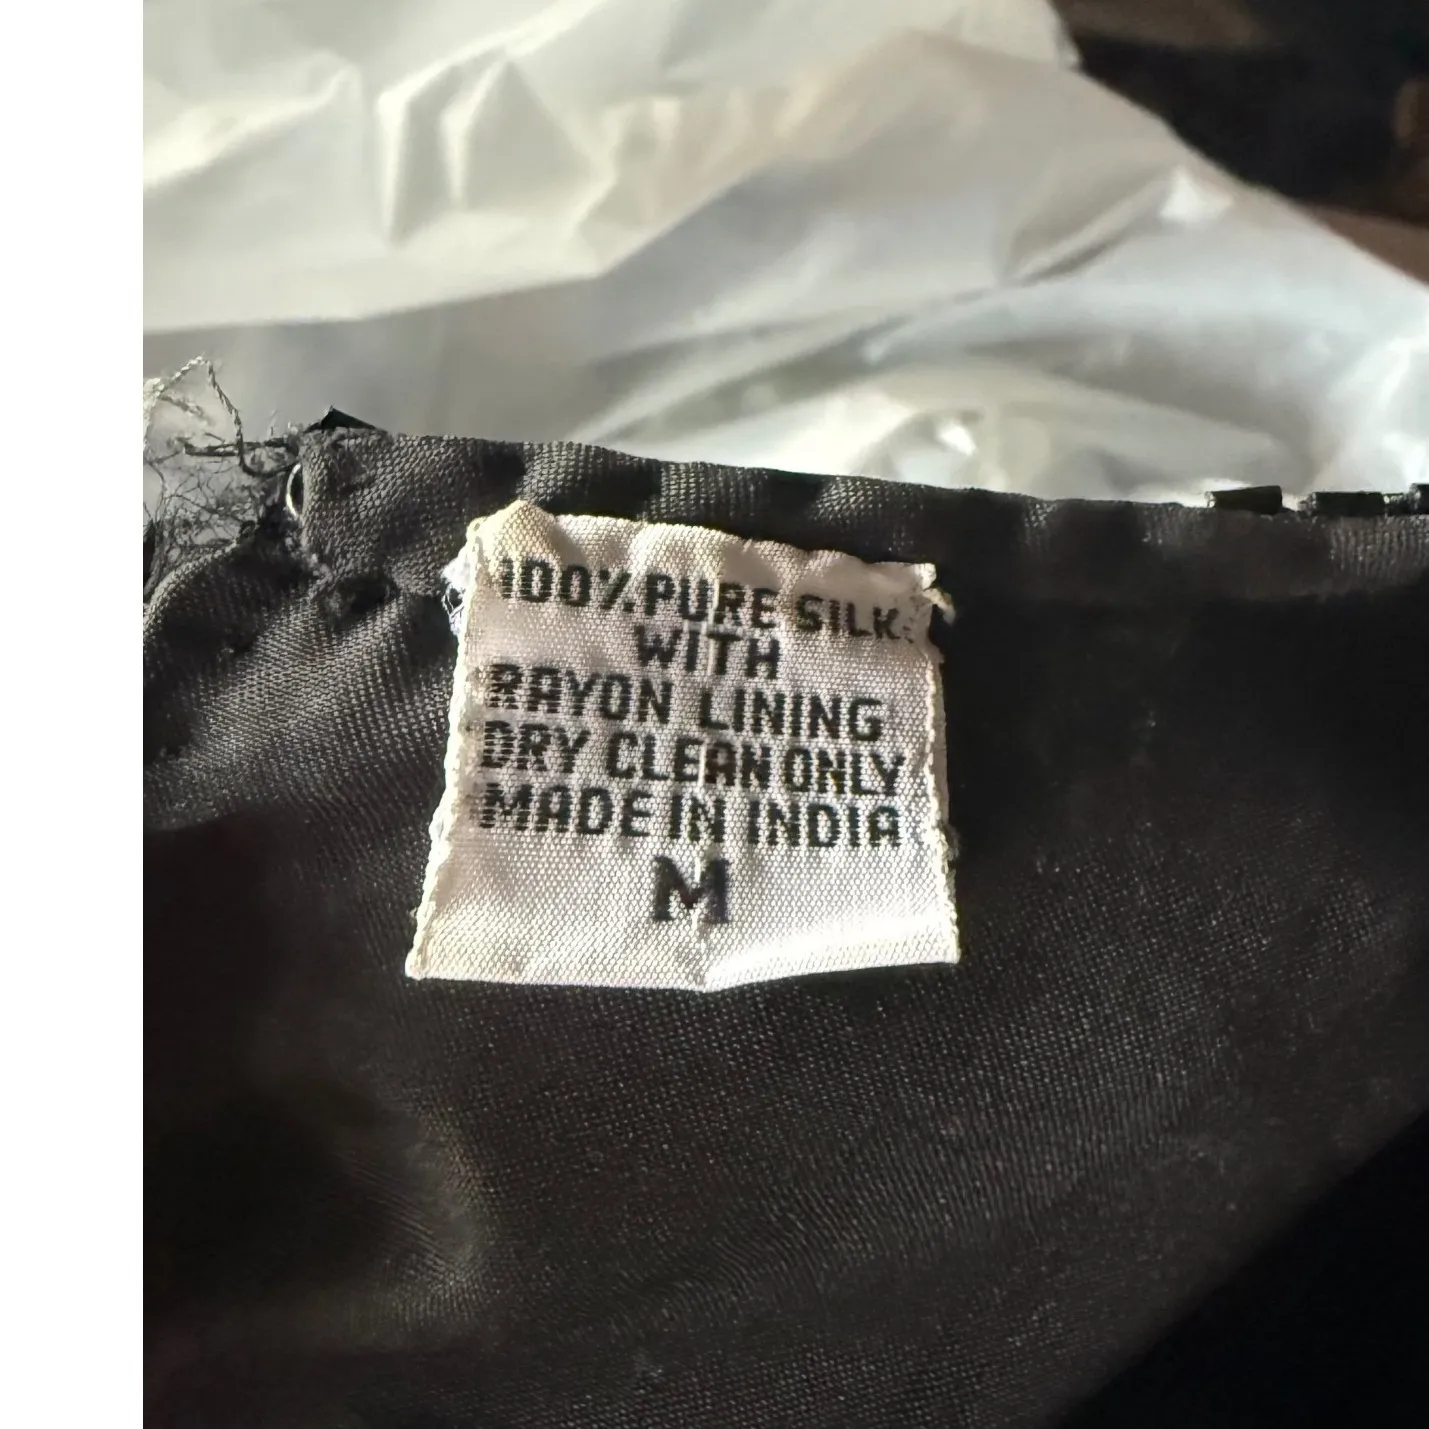 100% PURE SILK
WITH
RAYON LINING
DRY CLEAN ONLY
MADE IN INDIA
M